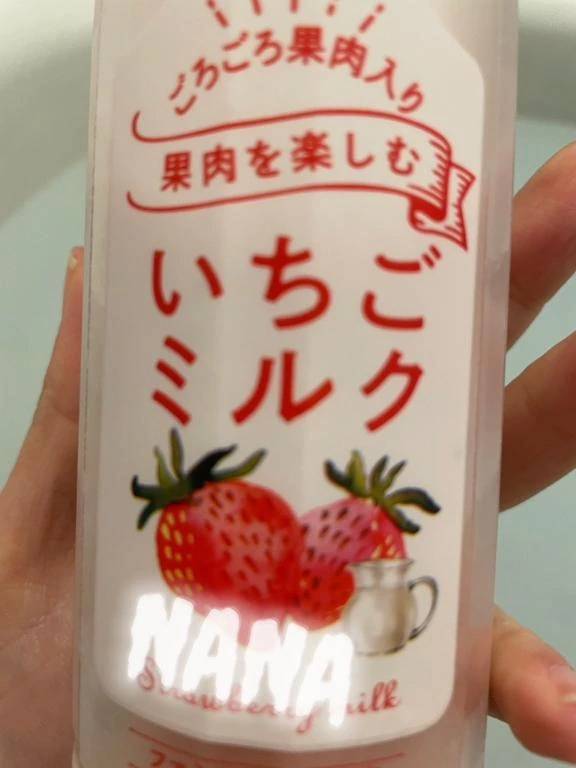 ごろごろ果肉入り
果肉を楽しむ
いちご
ミルク
NANA
Strawberry milk